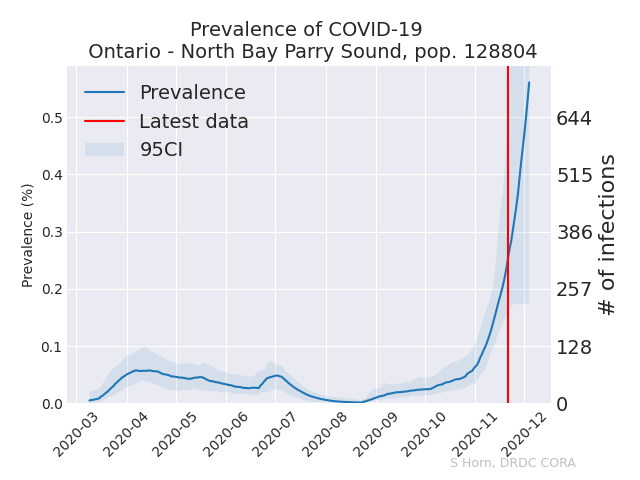 Prevalence of COVID-19
Ontario - North Bay Parry Sound, pop. 128804
Prevalence
Latest data
95CI
Prevalence (%)
0.5
0.4
0.3
0.2
0.1
0.0
644
515
386
257
128
0
# of infections
2020-03
2020-04
2020-05
2020-06
2020-07
2020-08
2020-09
2020-10
2020-11
2020-12
S Horn, DRDC CORA